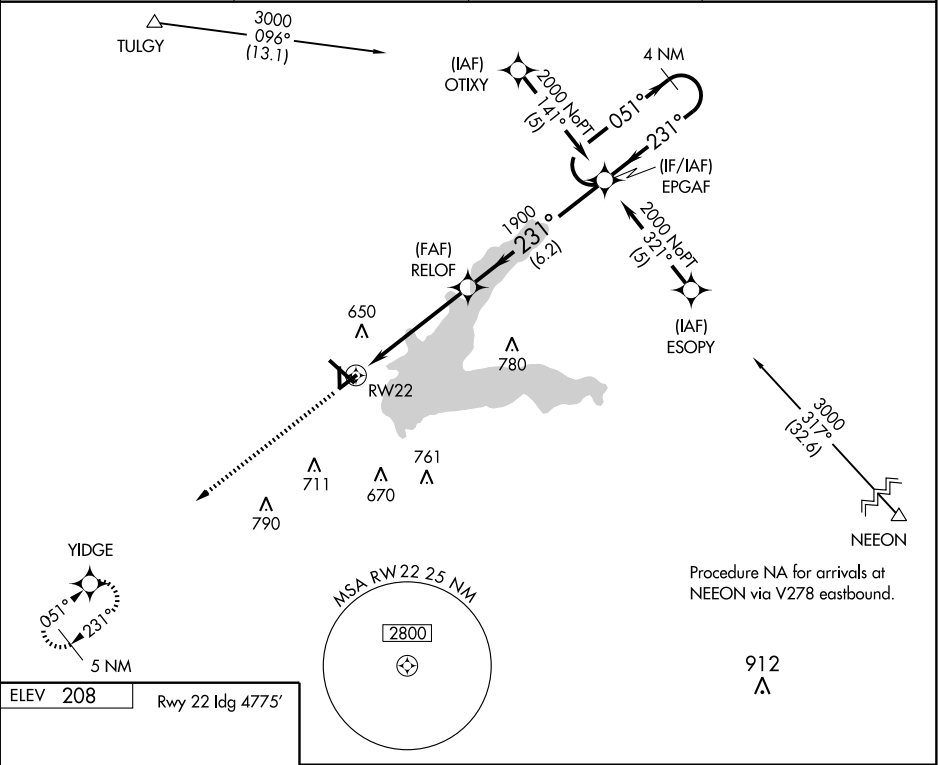 TULGY
3000
096°
(13.1)
(IAF)
OTIXY
2000 NoPT
141°
(5)
4 NM
051°
231°
(IF/IAF)
EPGAF
1900
231°
(6.2)
2000 NoPT
321°
(5)
(FAF)
RELOF
(IAF)
ESOPY
650
780
RW22
3000
317°
(32.6)
761
711
670
790
NEEON
YIDGE
051°
231°
5 NM
MSA RW 22 25 NM
2800
Procedure NA for arrivals at
NEEON via V278 eastbound.
912
ELEV 208
Rwy 22 ldg 4775'